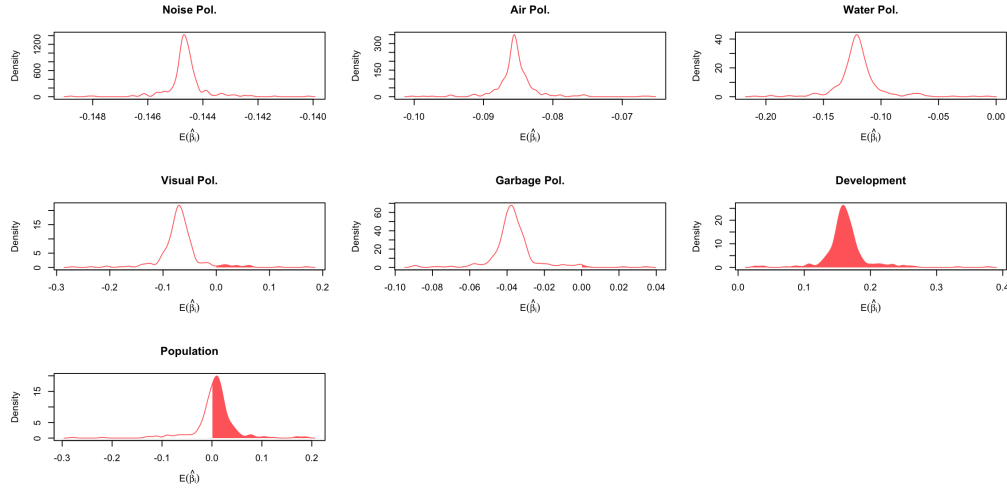 Noise Pol.
Density
0 600 1400
-0.148 -0.146 -0.144 -0.142 -0.140
E(β̂ᵢ)
Air Pol.
Density
0 150 300
-0.10 -0.09 -0.08 -0.07
E(β̂ᵢ)
Water Pol.
Density
0 20 40
-0.20 -0.15 -0.10 -0.05 0.00
E(β̂ᵢ)
Visual Pol.
Density
0 5 15
-0.3 -0.2 -0.1 0.0 0.1 0.2
E(β̂ᵢ)
Garbage Pol.
Density
0 20 40 60
-0.10 -0.08 -0.06 -0.04 -0.02 0.00 0.02 0.04
E(β̂ᵢ)
Development
Density
0 10 20
0.0 0.1 0.2 0.3 0.4
E(β̂ᵢ)
Population
Density
0 5 15
-0.3 -0.2 -0.1 0.0 0.1 0.2
E(β̂ᵢ)